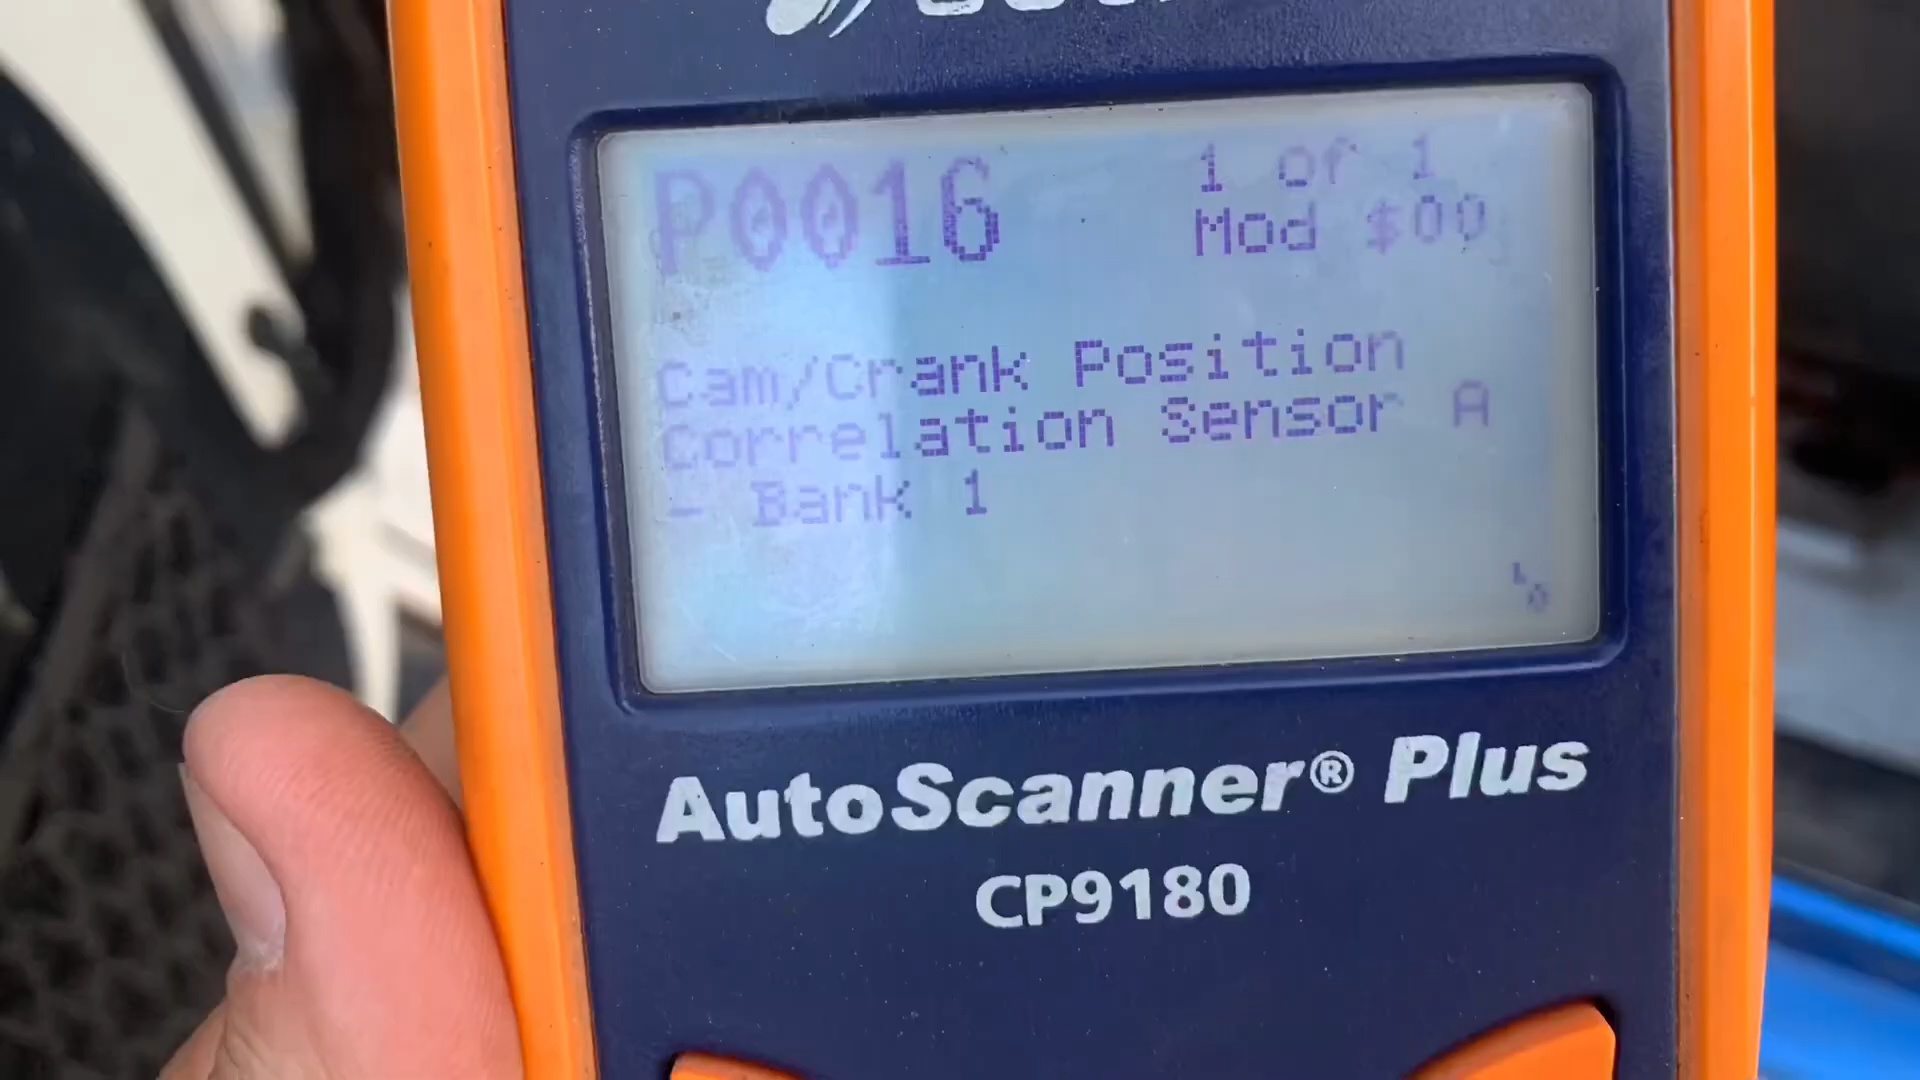 P0016
1 of 1
Mod $00
Cam/Crank Position
Correlation Sensor A
- Bank 1
AutoScanner® Plus
CP9180